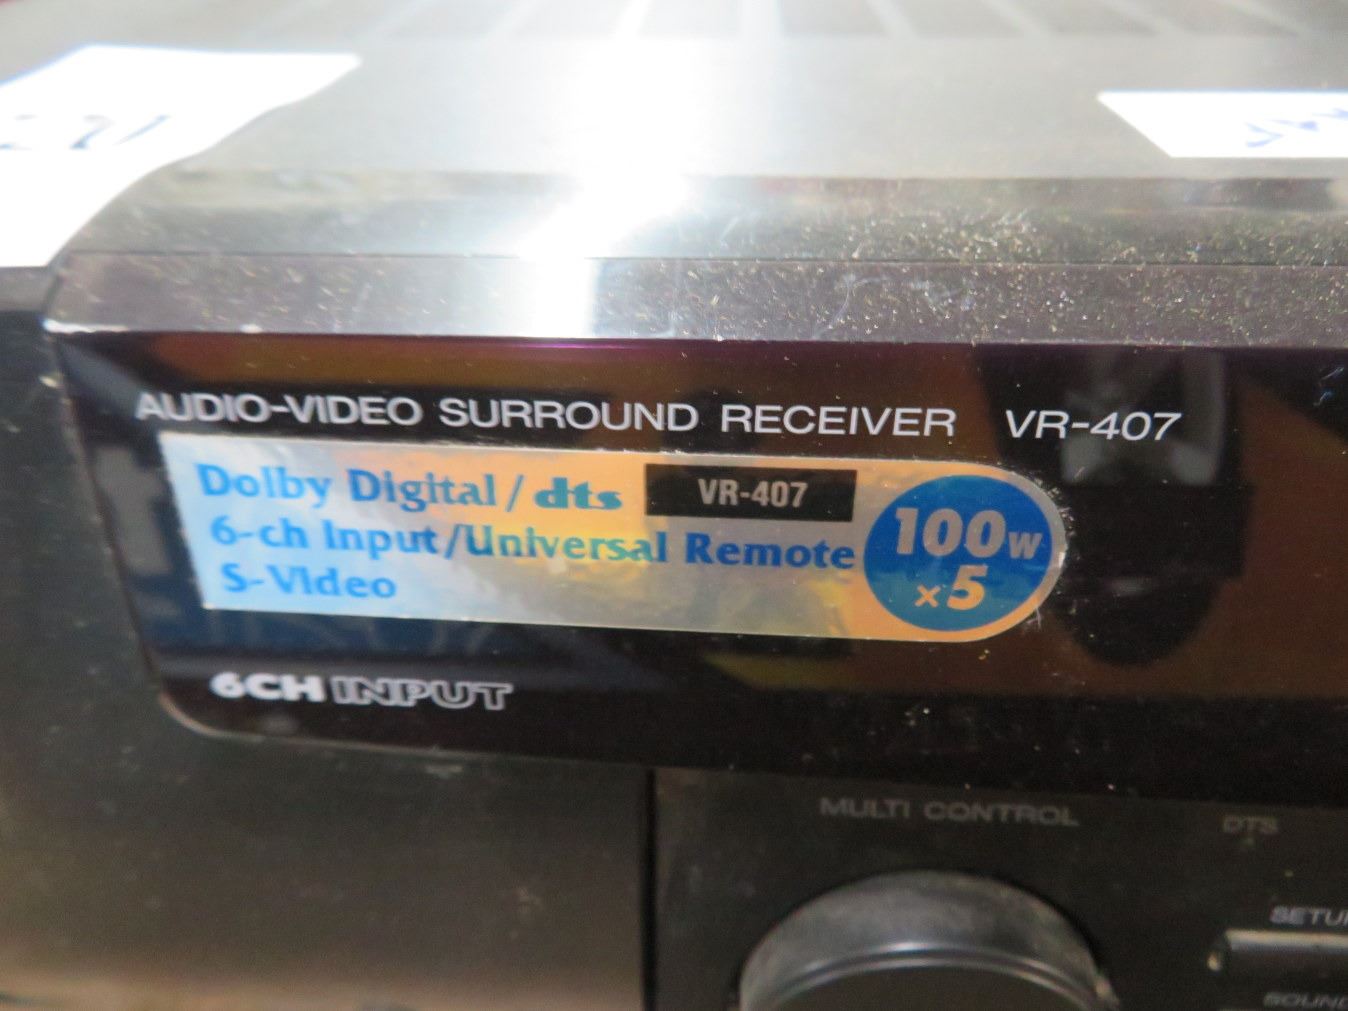 AUDIO-VIDEO SURROUND RECEIVER VR-407
Dolby Digital / dts VR-407
6-ch Input/Universal Remote
S-Video
100w
x5
6CH INPUT
MULTI CONTROL
DTS